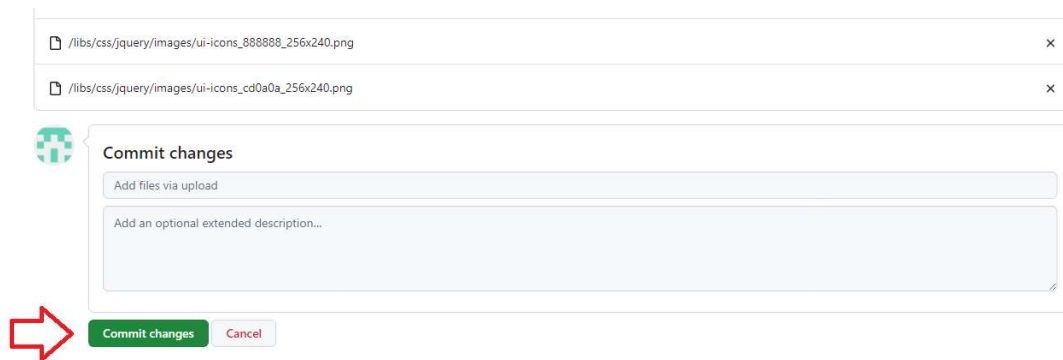 /libs/css/jquery/images/ui-icons_888888_256x240.png
/libs/css/jquery/images/ui-icons_cd0a0a_256x240.png
Commit changes
Add files via upload
Add an optional extended description...
Commit changes Cancel